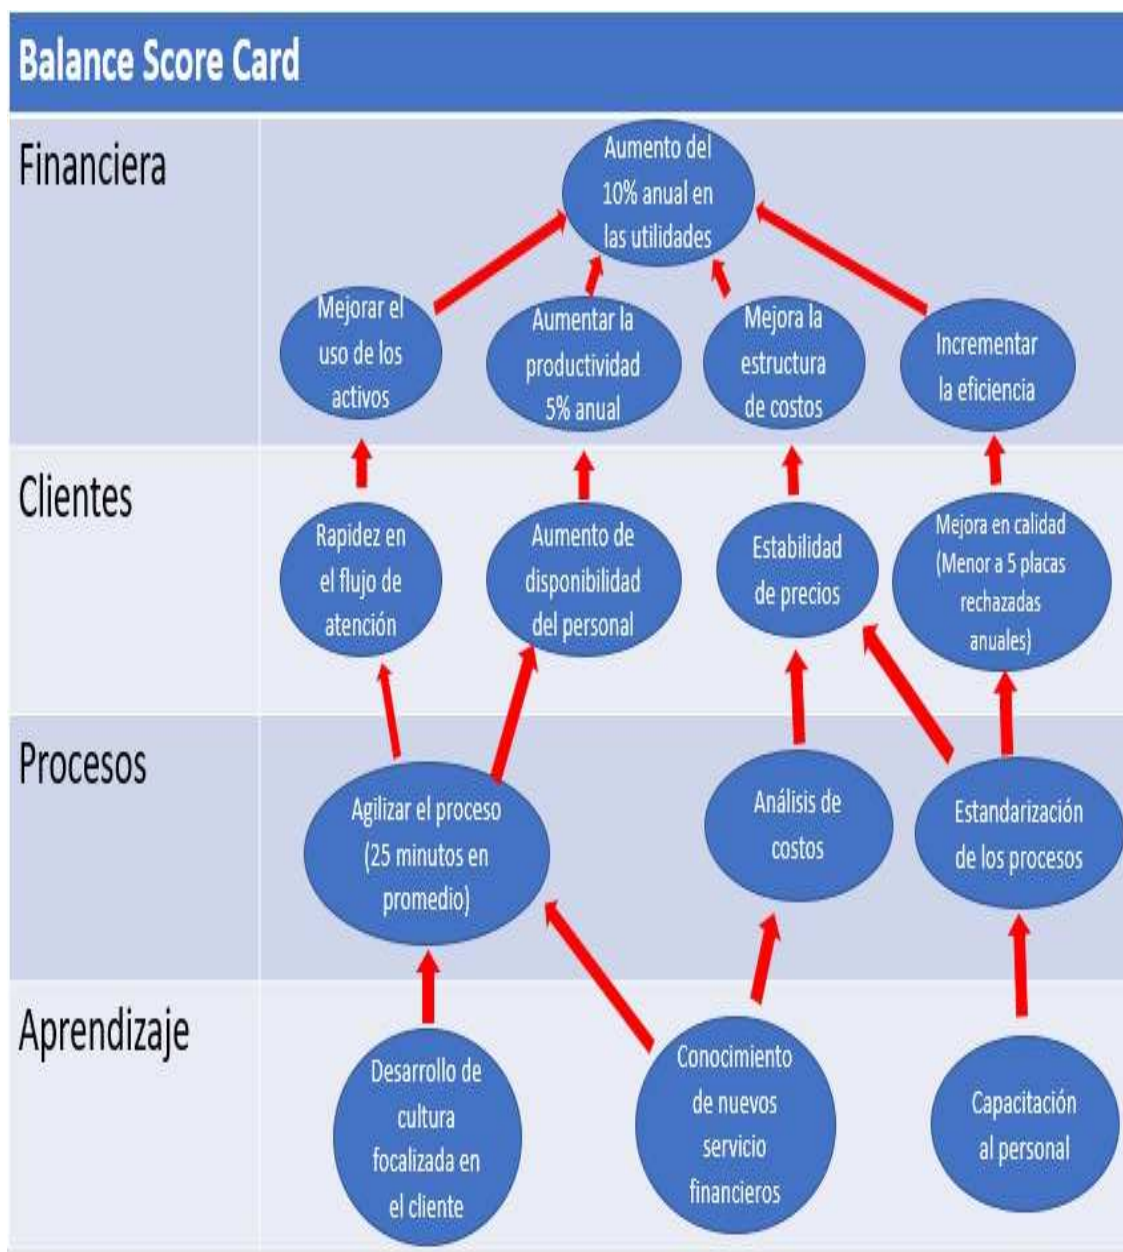 Balance Score Card
Financiera
Aumento del
10% anual en
las utilidades
Mejorar el
uso de los
activos
Aumentar la
productividad
5% anual
Mejora la
estructura
de costos
Incrementar
la eficiencia
Clientes
Rapidez en
el flujo de
atención
Aumento de
disponibilidad
del personal
Estabilidad
de precios
Mejora en calidad
(Menor a 5 placas
rechazadas
anuales)
Procesos
Agilizar el proceso
(25 minutos en
promedio)
Análisis de
costos
Estandarización
de los procesos
Aprendizaje
Desarrollo de
cultura
focalizada en
el cliente
Conocimiento
de nuevos
servicio
financieros
Capacitación
al personal